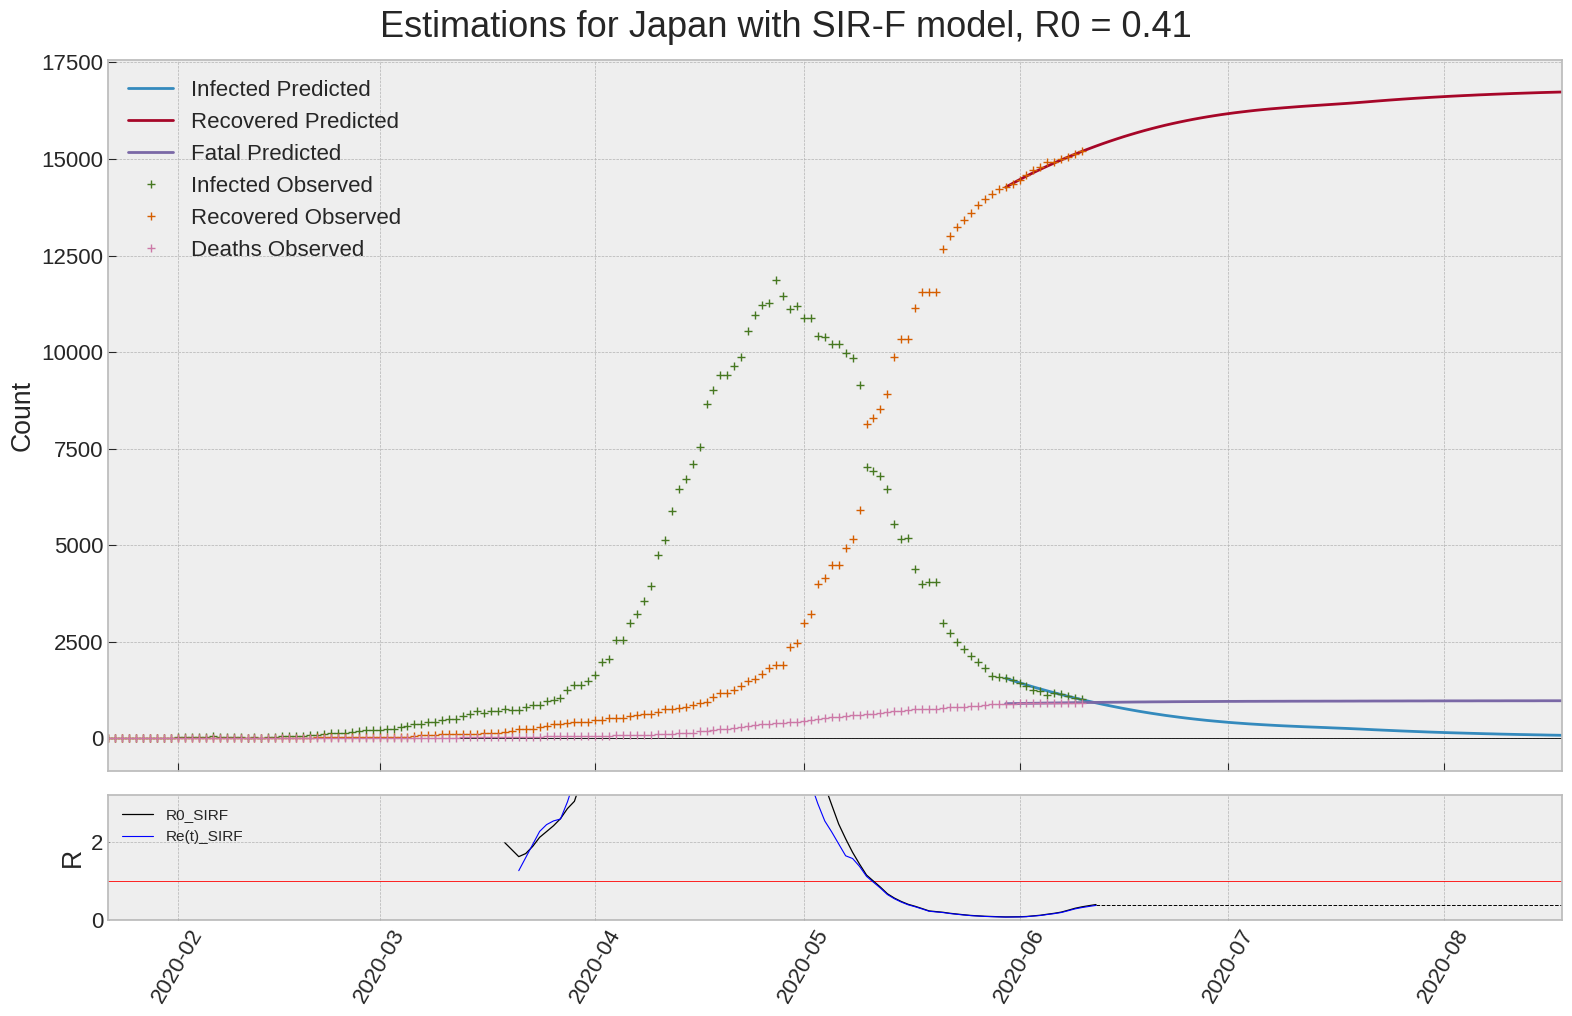 Estimations for Japan with SIR-F model, R0 = 0.41
17500
15000
12500
10000
7500
5000
2500
0
Count
Infected Predicted
Recovered Predicted
Fatal Predicted
Infected Observed
Recovered Observed
Deaths Observed
R0_SIRF
Re(t)_SIRF
2
0
R
2020-02
2020-03
2020-04
2020-05
2020-06
2020-07
2020-08